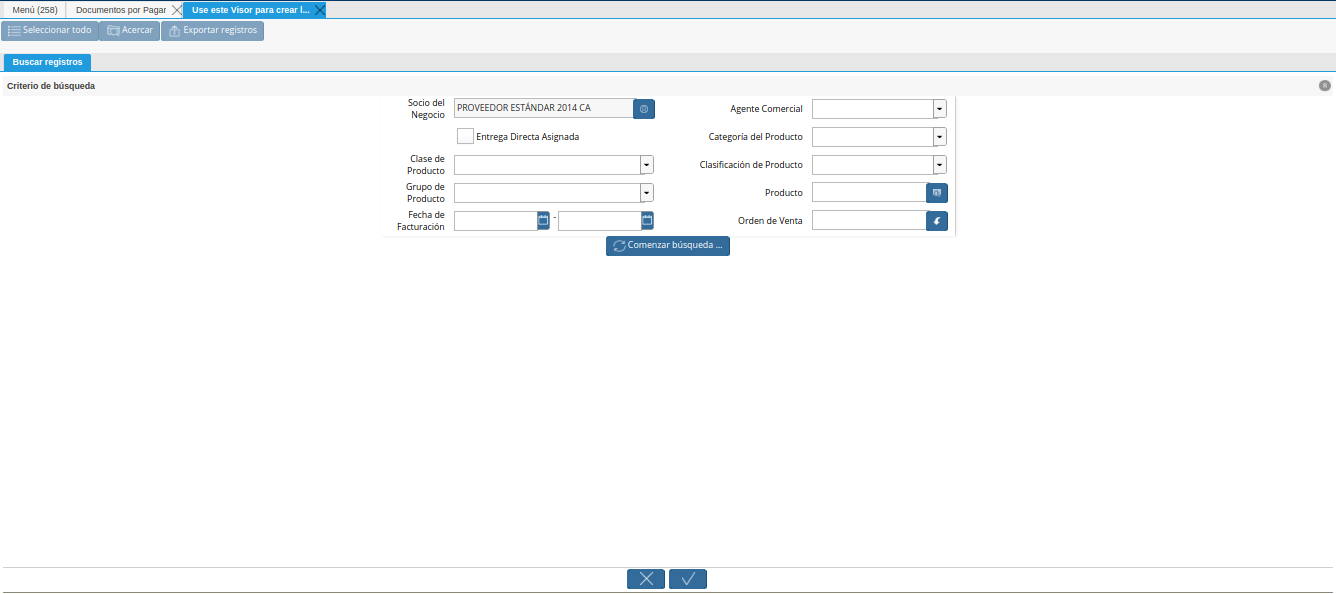 Menú (258) Documentos por Pagar Use este Visor para crear l...
Seleccionar todo Acercar Exportar registros
Buscar registros
Criterio de búsqueda
Socio del Negocio PROVEEDOR ESTÁNDAR 2014 CA Agente Comercial
Entrega Directa Asignada Categoría del Producto
Clase de Producto Clasificación de Producto
Grupo de Producto Producto
Fecha de Facturación - Orden de Venta
Comenzar búsqueda ...